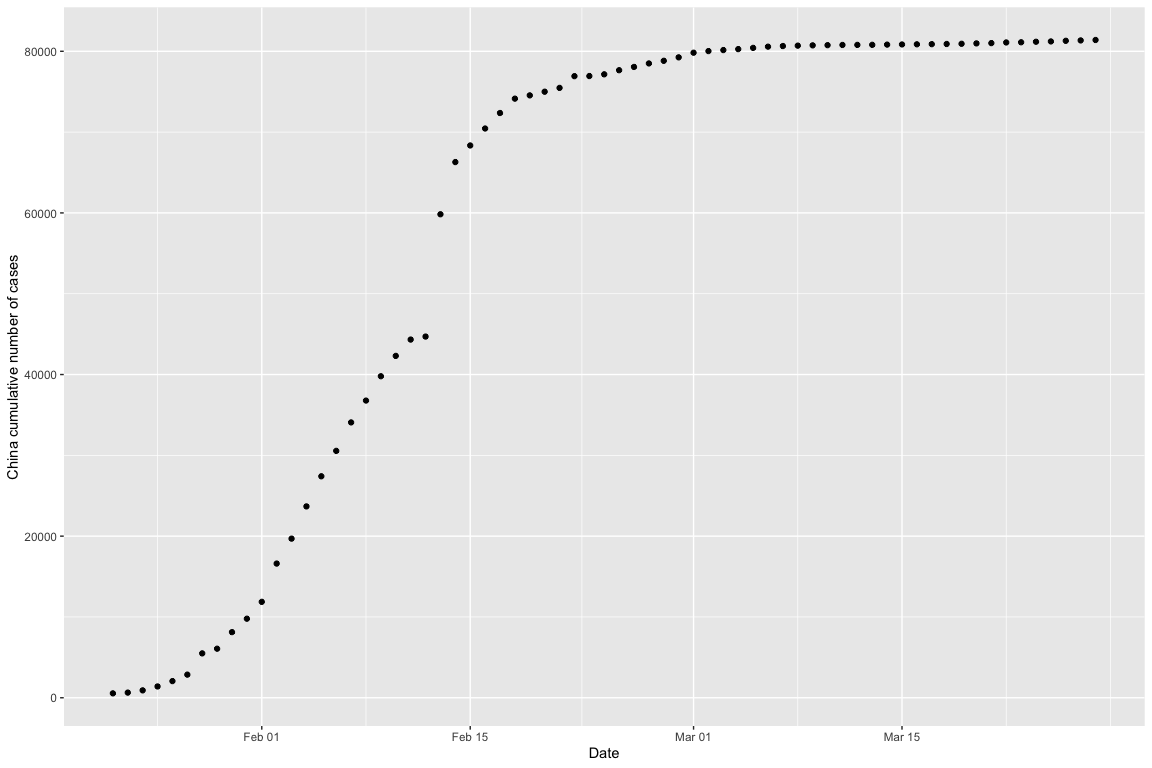 China cumulative number of cases
80000
60000
40000
20000
0
Feb 01
Feb 15
Mar 01
Mar 15
Date